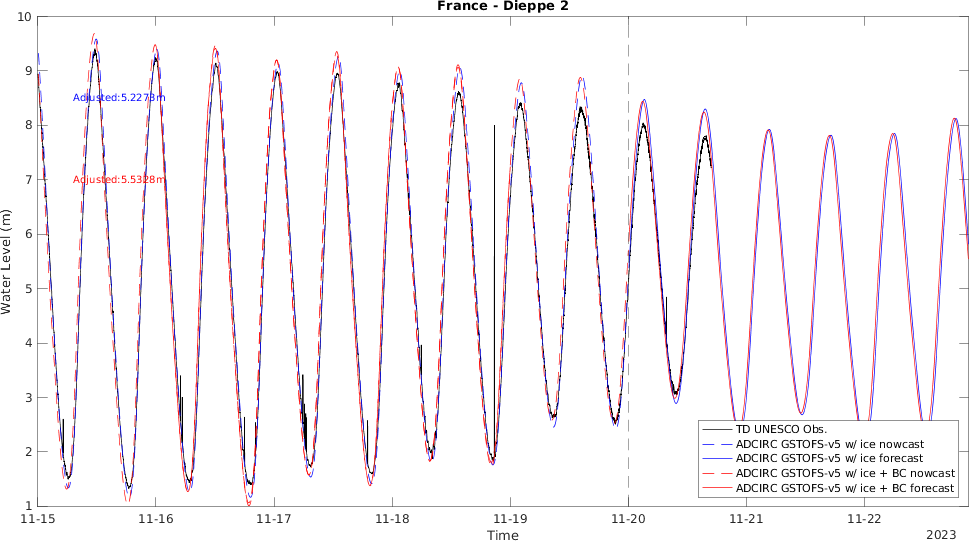 France - Dieppe 2
Water Level (m)
10
9
8
7
6
5
4
3
2
1
Adjusted:5.2273m
Adjusted:5.5328m
TD UNESCO Obs.
ADCIRC GSTOFS-v5 w/ ice nowcast
ADCIRC GSTOFS-v5 w/ ice forecast
ADCIRC GSTOFS-v5 w/ ice + BC nowcast
ADCIRC GSTOFS-v5 w/ ice + BC forecast
11-15 11-16 11-17 11-18 11-19 11-20 11-21 11-22
Time
2023